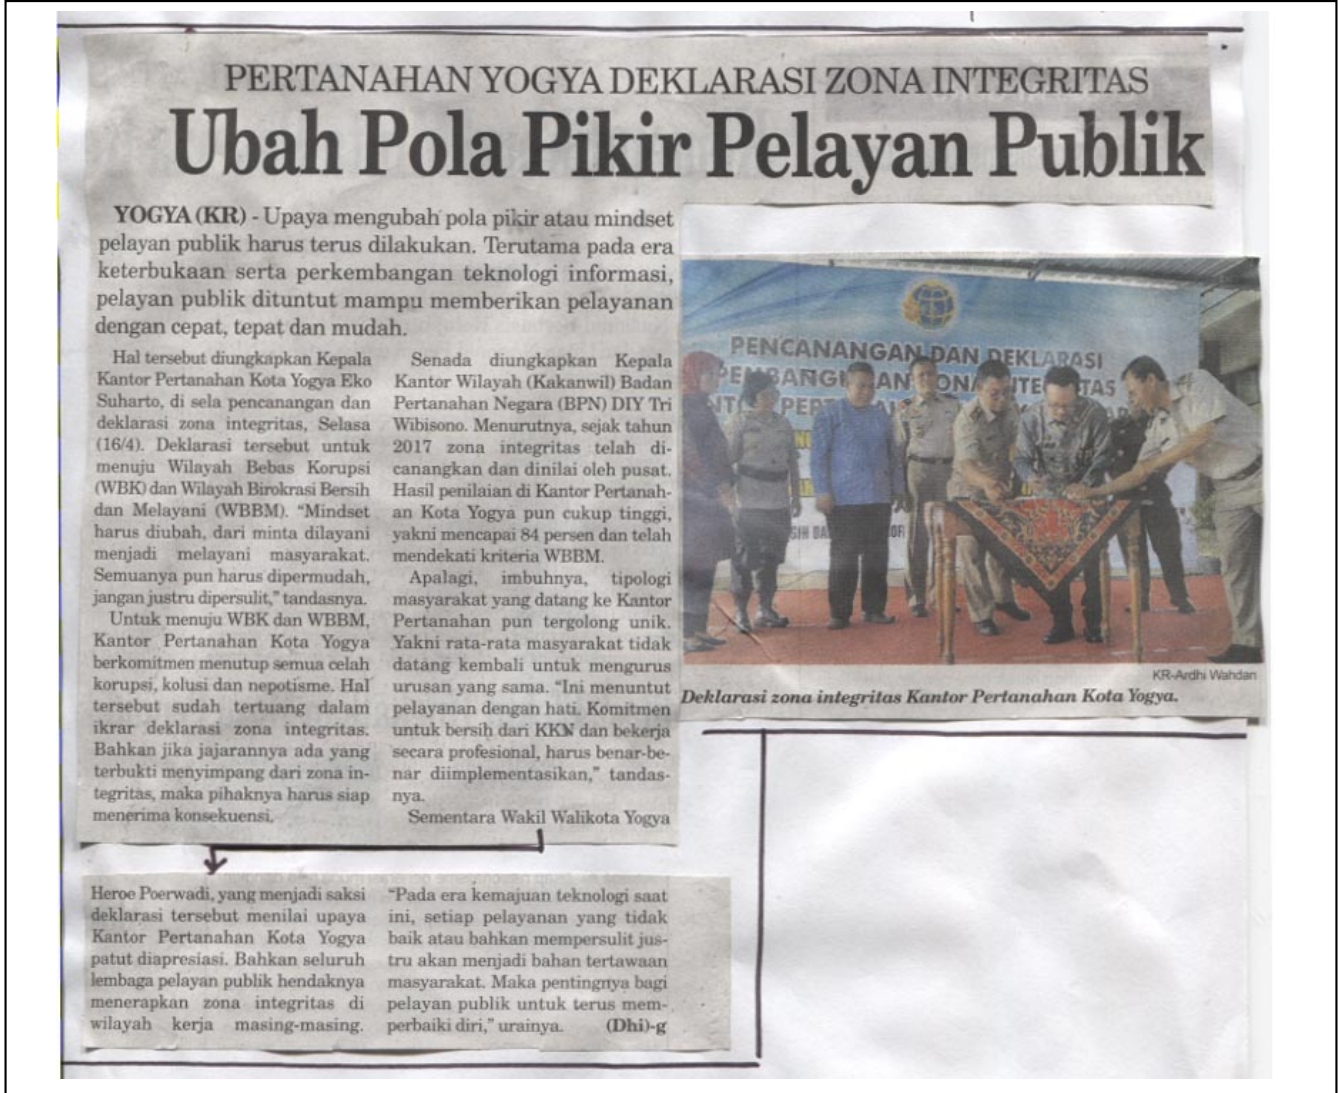 PERTANAHAN YOGYA DEKLARASI ZONA INTEGRITAS
Ubah Pola Pikir Pelayan Publik
YOGYA (KR) - Upaya mengubah pola pikir atau mindset
pelayan publik harus terus dilakukan. Terutama pada era
keterbukaan serta perkembangan teknologi informasi,
pelayan publik dituntut mampu memberikan pelayanan
dengan cepat, tepat dan mudah.
Hal tersebut diungkapkan Kepala
Kantor Pertanahan Kota Yogya Eko
Suharto, di sela pencanangan dan
deklarasi zona integritas, Selasa
(16/4). Deklarasi tersebut untuk
menuju Wilayah Bebas Korupsi
(WBK) dan Wilayah Birokrasi Bersih
dan Melayani (WBBM). “Mindset
harus diubah, dari minta dilayani
menjadi melayani masyarakat.
Semuanya pun harus dipermudah,
jangan justru dipersulit,” tandasnya.
Untuk menuju WBK dan WBBM,
Kantor Pertanahan Kota Yogya
berkomitmen menutup semua celah
korupsi, kolusi dan nepotisme. Hal
tersebut sudah tertuang dalam
ikrar deklarasi zona integritas.
Bahkan jika jajarannya ada yang
terbukti menyimpang dari zona in-
tegritas, maka pihaknya harus siap
menerima konsekuensi.
Senada diungkapkan Kepala
Kantor Wilayah (Kakanwil) Badan
Pertanahan Negara (BPN) DIY Tri
Wibisono. Menurutnya, sejak tahun
2017 zona integritas telah di-
canangkan dan dinilai oleh pusat.
Hasil penilaian di Kantor Pertanah-
an Kota Yogya pun cukup tinggi,
yakni mencapai 84 persen dan telah
mendekati kriteria WBBM.
Apalagi, imbuhnya, tipologi
masyarakat yang datang ke Kantor
Pertanahan pun tergolong unik.
Yakni rata-rata masyarakat tidak
datang kembali untuk mengurus
urusan yang sama. “Ini menuntut
pelayanan dengan hati. Komitmen
untuk bersih dari KKN dan bekerja
secara profesional, harus benar-be-
nar diimplementasikan,” tandas-
nya.
Sementara Wakil Walikota Yogya
PENCANANGAN DAN DEKLARASI
KR-Ardhi Wahdan
Deklarasi zona integritas Kantor Pertanahan Kota Yogya.
Heroe Poerwadi, yang menjadi saksi
deklarasi tersebut menilai upaya
Kantor Pertanahan Kota Yogya
patut diapresiasi. Bahkan seluruh
lembaga pelayan publik hendaknya
menerapkan zona integritas di
wilayah kerja masing-masing.
“Pada era kemajuan teknologi saat
ini, setiap pelayanan yang tidak
baik atau bahkan mempersulit jus-
tru akan menjadi bahan tertawaan
masyarakat. Maka pentingnya bagi
pelayan publik untuk terus mem-
perbaiki diri,” urainya. (Dhi)-g